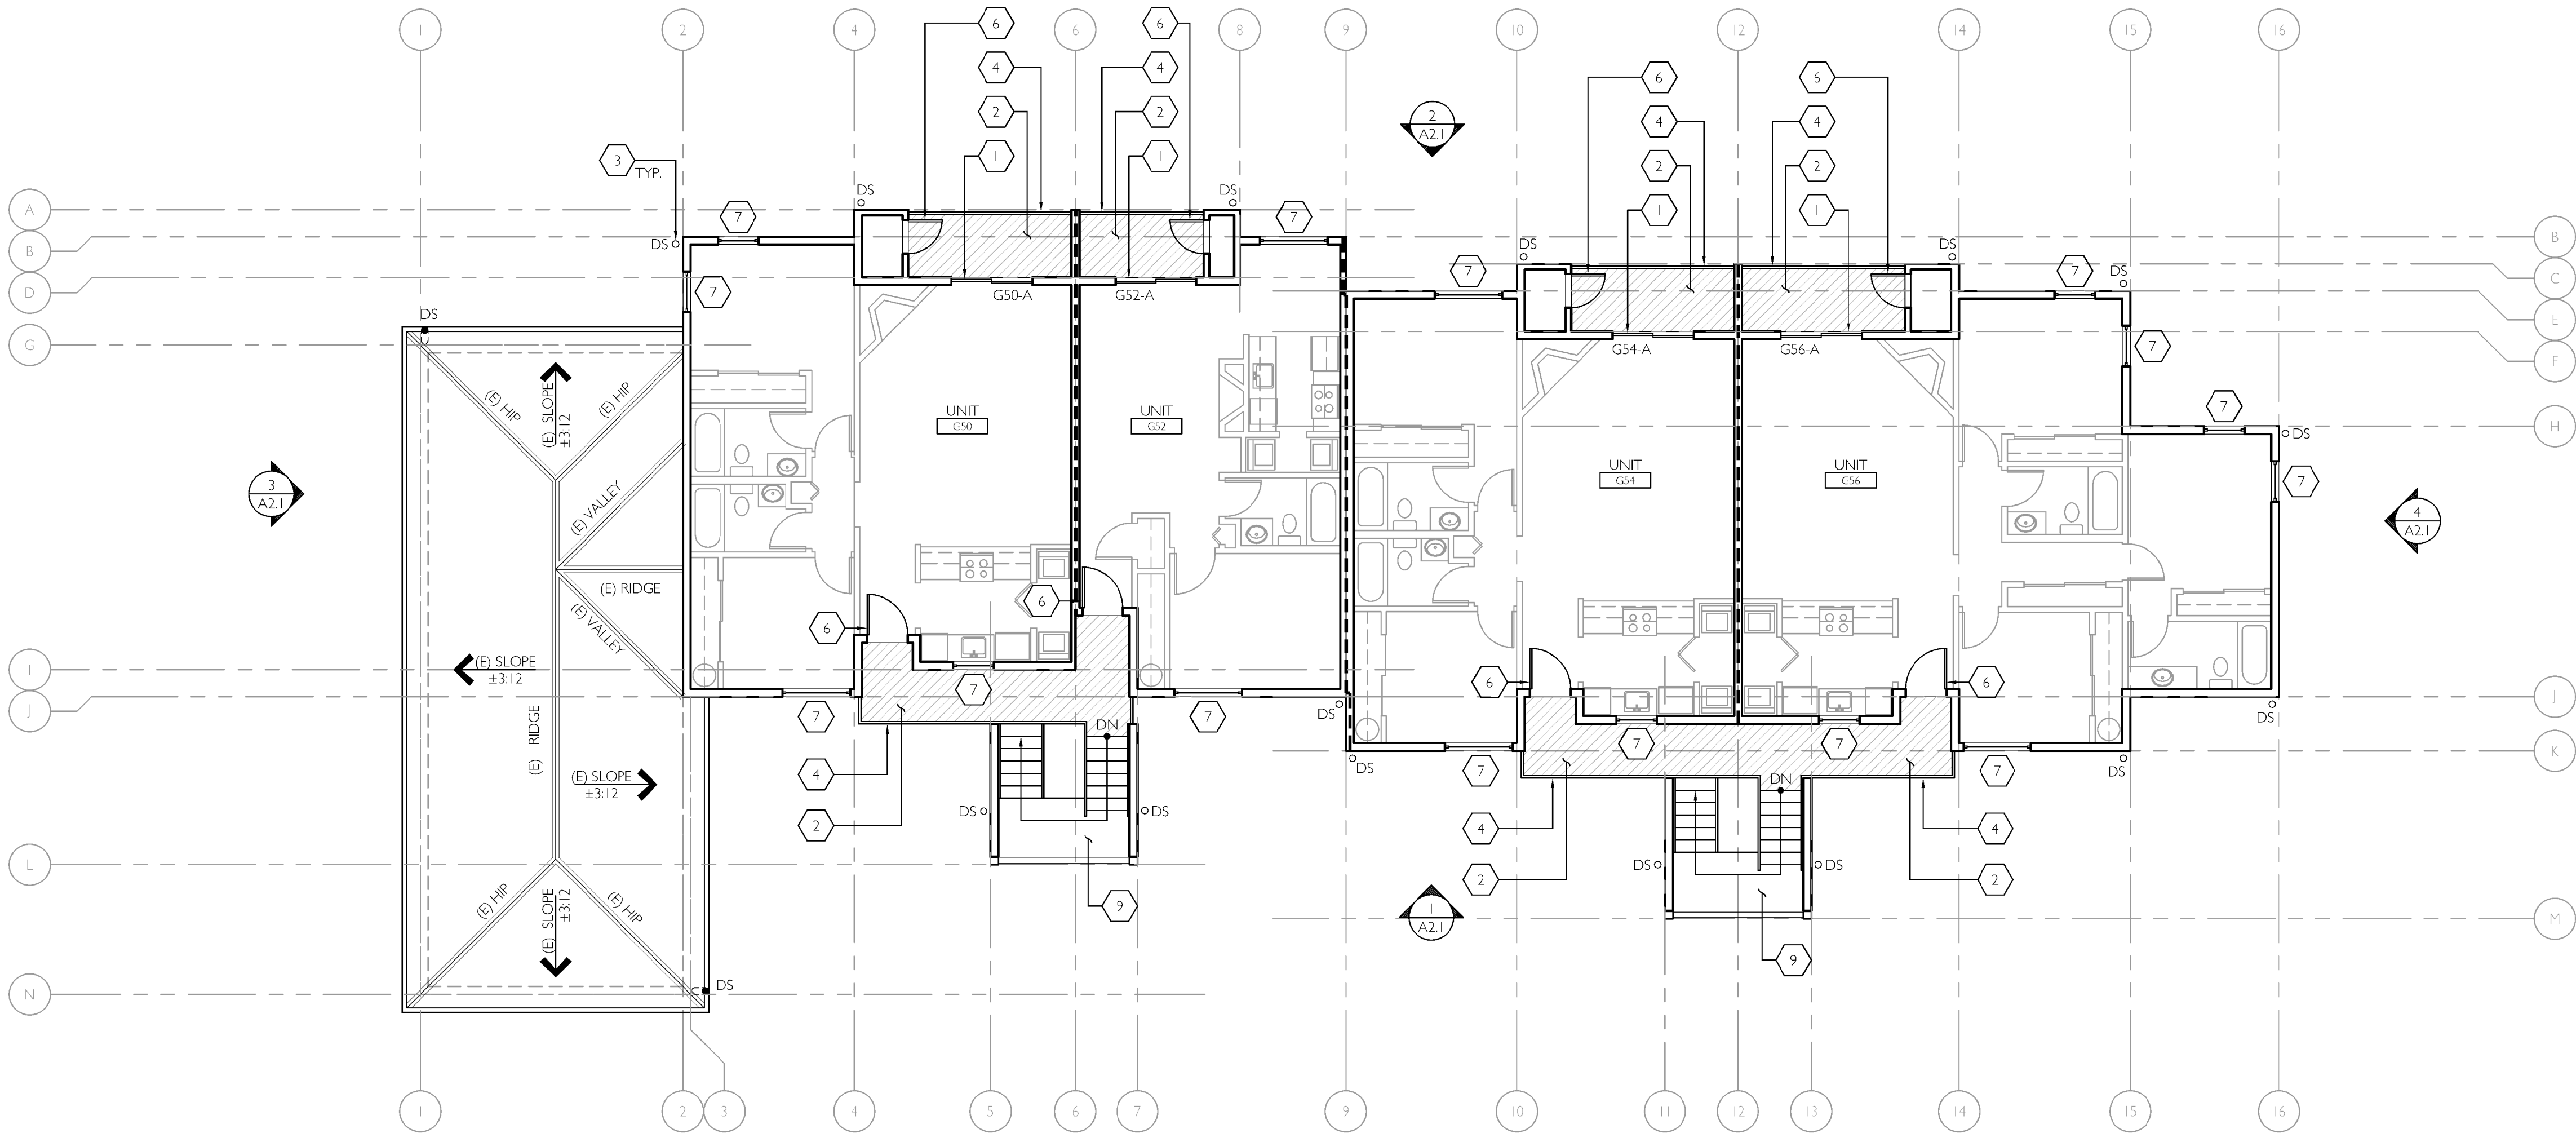 1 2 4 6 8 9 10 12 14 15 16
6 6
4 4
2 2
1 1
6 6
4 4
2 2
1 1
2
A2.1
3
TYP.
DS
DS
DS
DS
DS
DS
DS
A
B
D
G
B
C
E
F
7
7
7
7
7
7
7
7
G50-A
G52-A
G54-A
G56-A
DS
(E) HIP
(E) HIP
(E) SLOPE
±3:12
UNIT
G50
UNIT
G52
UNIT
G54
UNIT
G56
H
H
DS
3
A2.1
4
A2.1
(E) VALLEY
(E) RIDGE
(E) VALLEY
6
6
6
6
I
J
J
K
(E) SLOPE
±3:12
(E) RIDGE
(E) SLOPE
±3:12
7
7
7
7
7
7
7
DN
DN
DS
DS
DS
DS
4
2
4
2
4
2
DS
DS
DS
DS
9
9
L
M
1
A2.1
(E) HIP
(E) HIP
(E) SLOPE
±3:12
N
DS
1 2 3 4 5 6 7 9 10 11 12 13 14 15 16